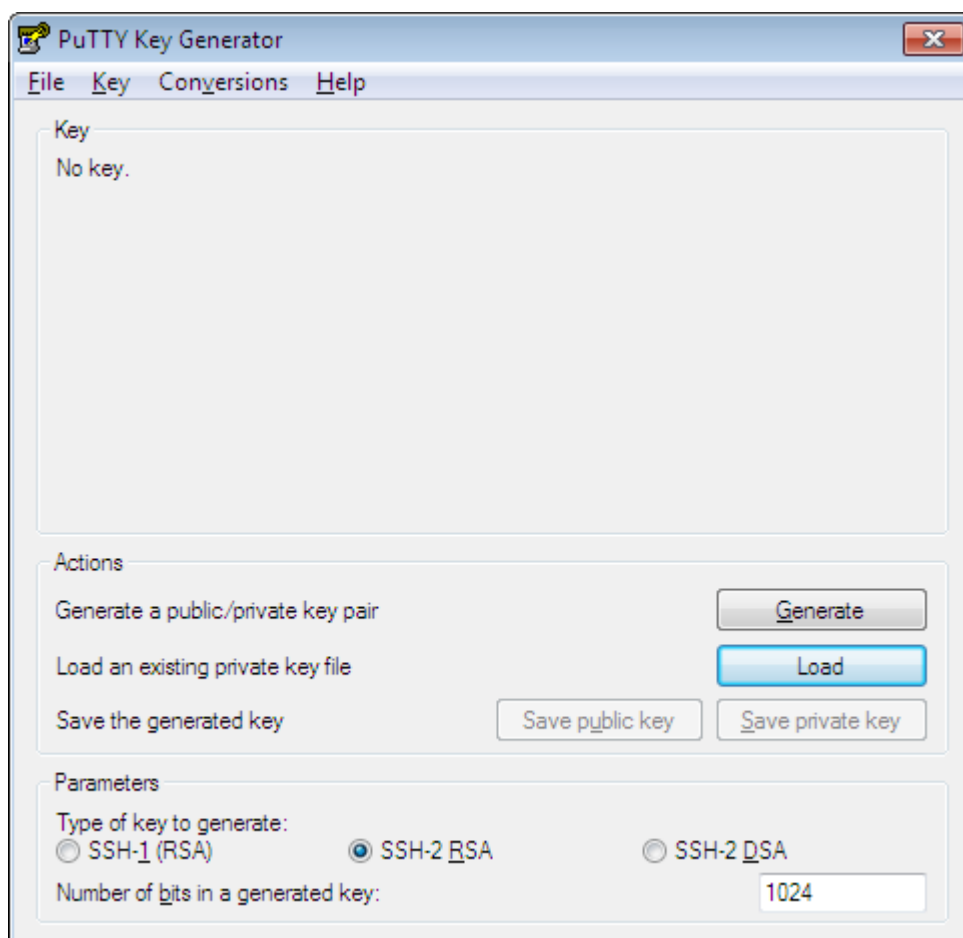 PuTTY Key Generator
File Key Conversions Help
Key
No key.
Actions
Generate a public/private key pair Generate
Load an existing private key file Load
Save the generated key Save public key Save private key
Parameters
Type of key to generate:
SSH-1 (RSA) SSH-2 RSA SSH-2 DSA
Number of bits in a generated key: 1024